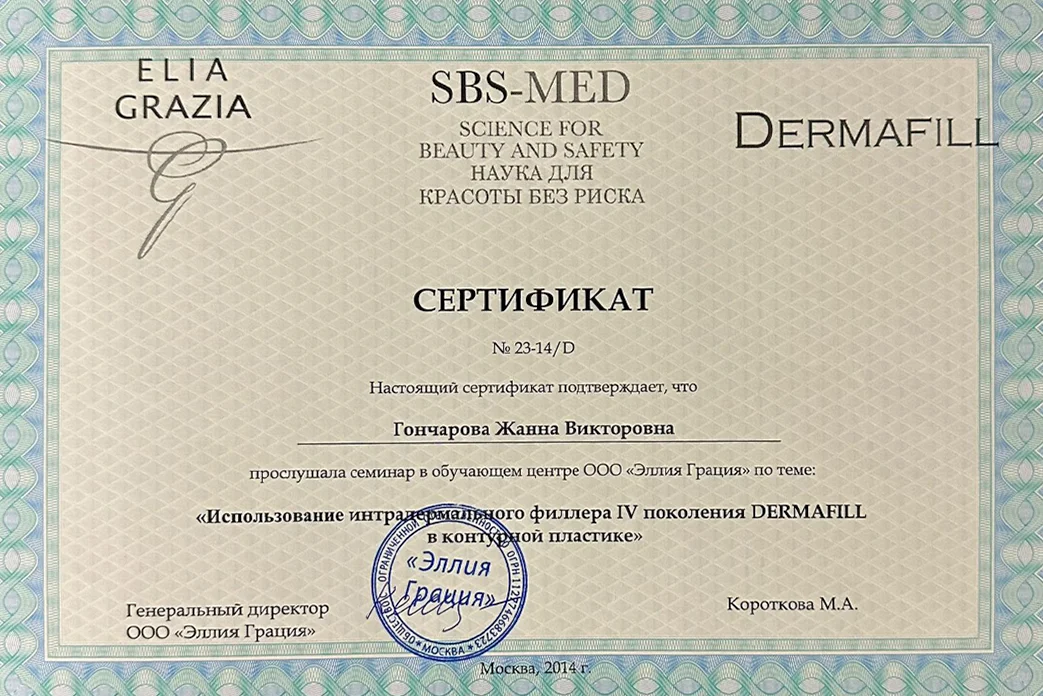 ELIA
GRAZIA
SBS-MED
SCIENCE FOR
BEAUTY AND SAFETY
НАУКА ДЛЯ
КРАСОТЫ БЕЗ РИСКА
DERMAFILL
СЕРТИФИКАТ
№ 23-14/D
Настоящий сертификат подтверждает, что
Гончарова Жанна Викторовна
прослушала семинар в обучающем центре ООО «Эллия Грация» по теме:
«Использование интрадермального филлера IV поколения DERMAFILL
в контурной пластике»
Генеральный директор
ООО «Эллия Грация»
«Эллия
Грация»
* МОСКВА *
Короткова М.А.
Москва, 2014 г.